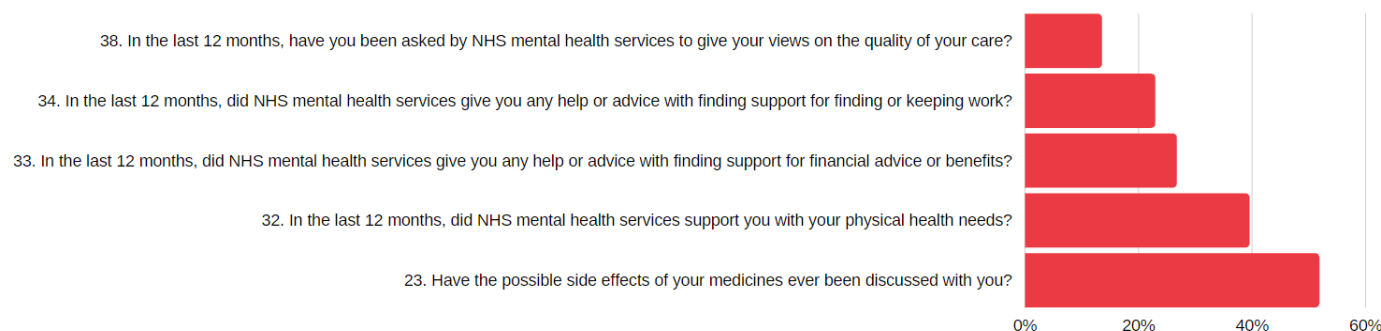 38. In the last 12 months, have you been asked by NHS mental health services to give your views on the quality of your care?
34. In the last 12 months, did NHS mental health services give you any help or advice with finding support for finding or keeping work?
33. In the last 12 months, did NHS mental health services give you any help or advice with finding support for financial advice or benefits?
32. In the last 12 months, did NHS mental health services support you with your physical health needs?
23. Have the possible side effects of your medicines ever been discussed with you?
0% 20% 40% 60%